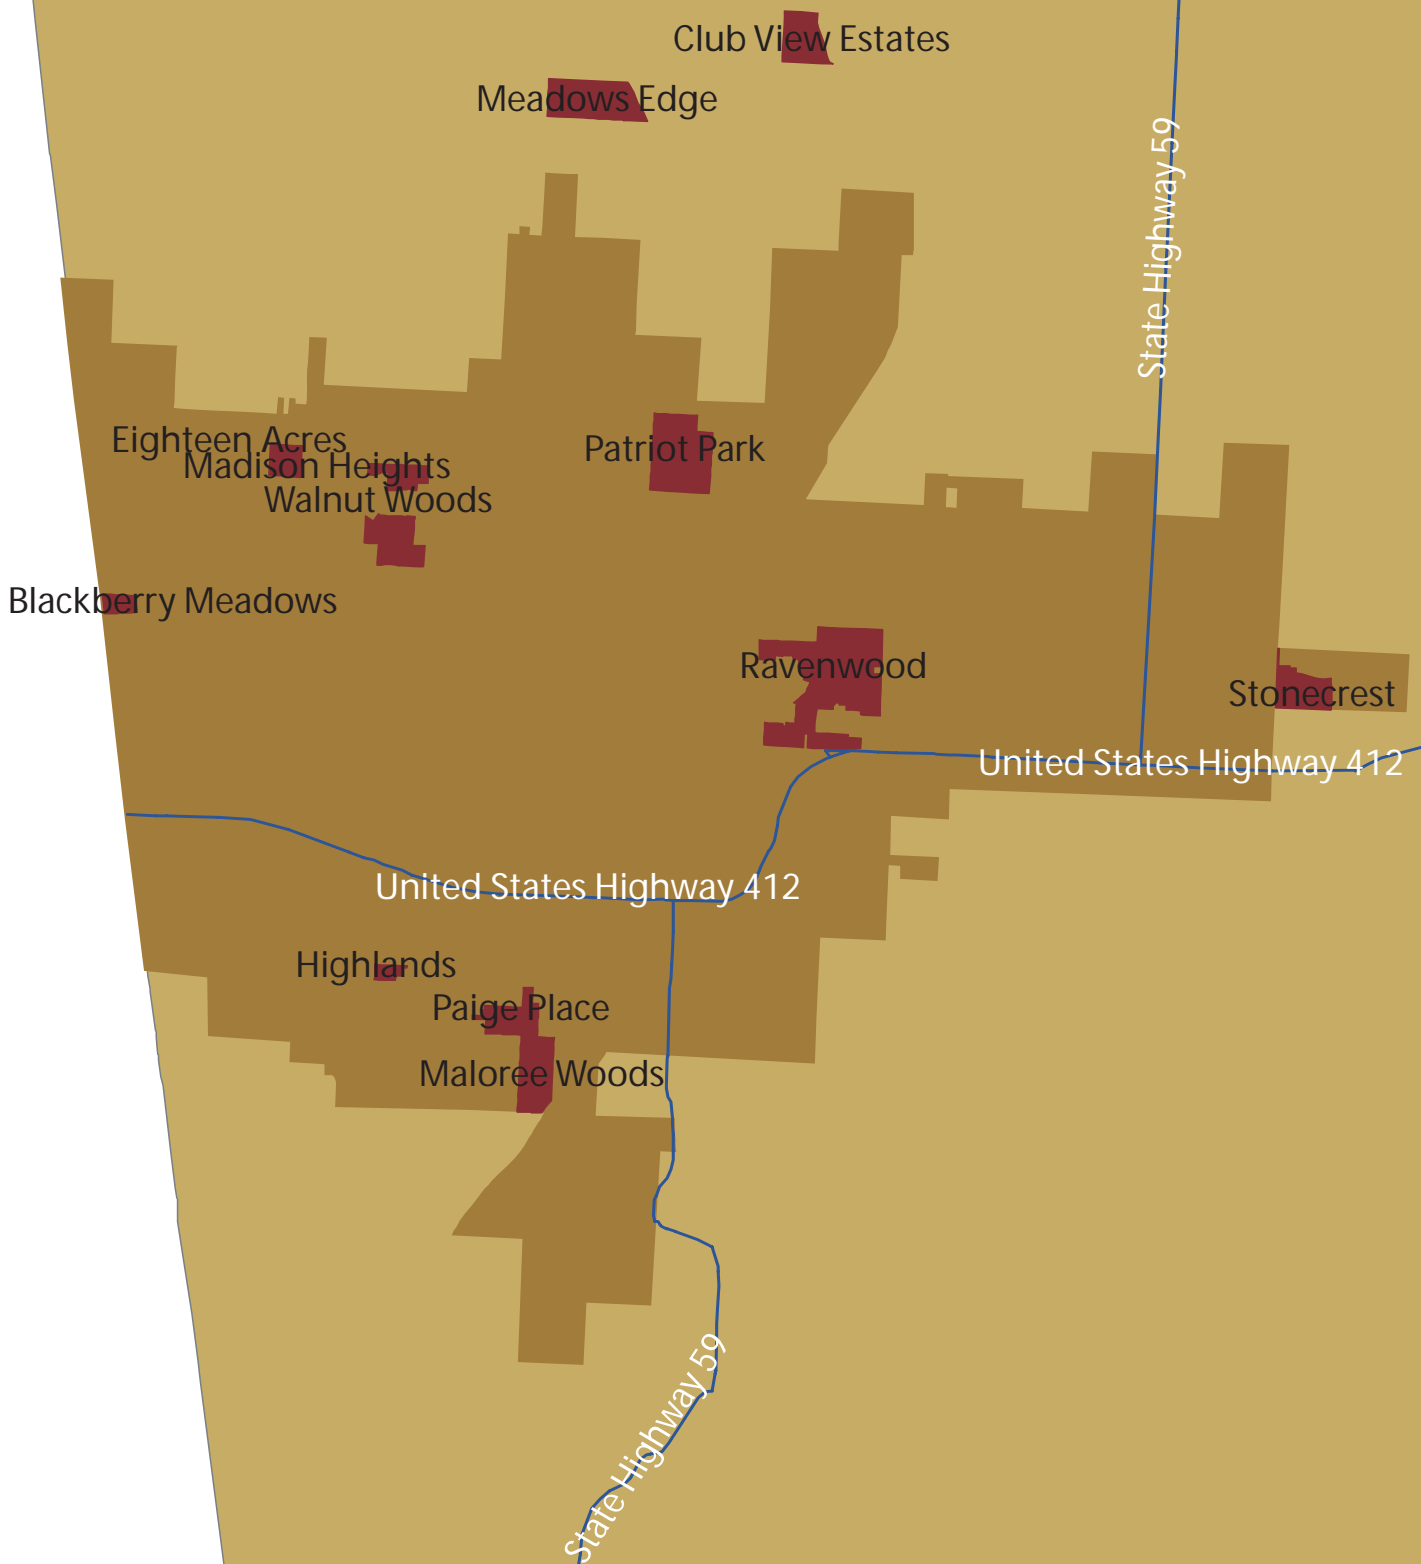 Club View Estates
Meadows Edge
State Highway 59
Eighteen Acres
Madison Heights
Patriot Park
Walnut Woods
Blackberry Meadows
Ravenwood
Stonecrest
United States Highway 412
United States Highway 412
Highlands
Paige Place
Maloree Woods
State Highway 59